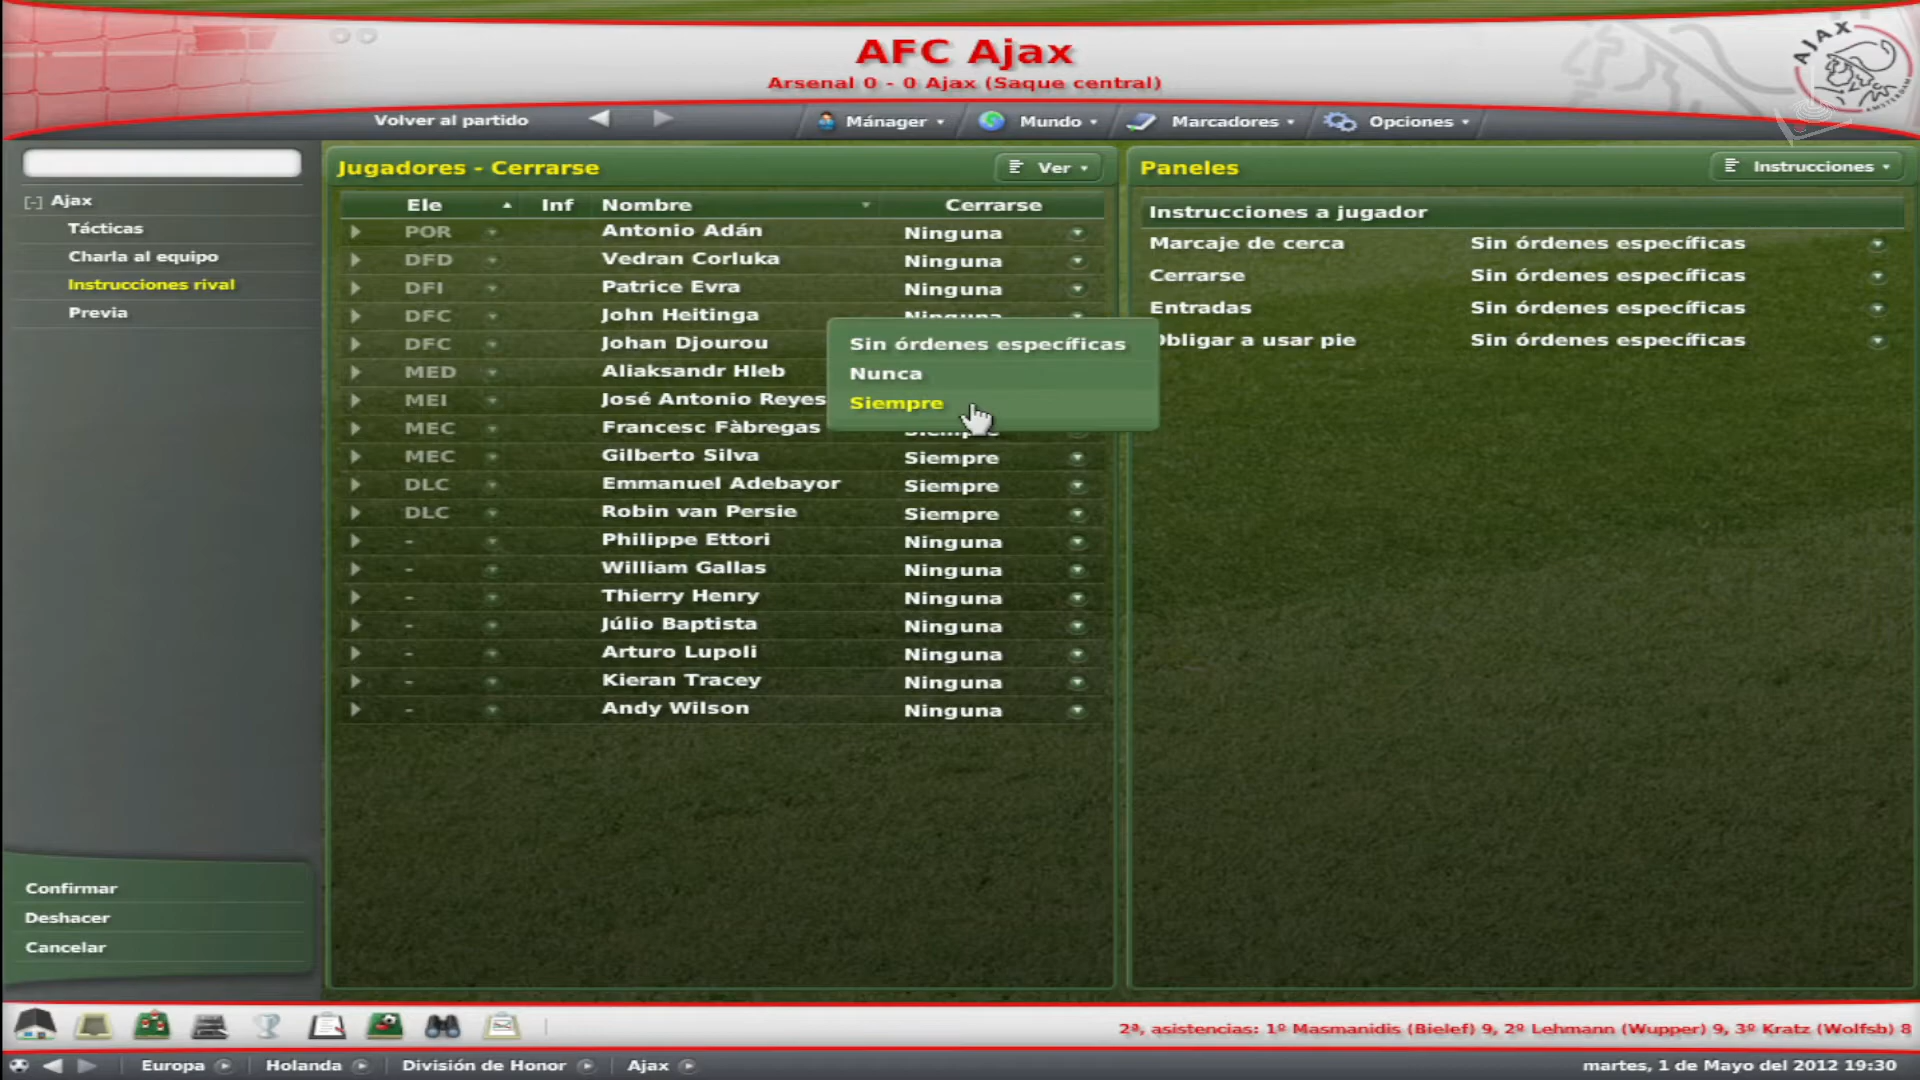 AFC Ajax
Arsenal 0 - 0 Ajax (Saque central)
AJAX
AMSTERDAM
Volver al partido
Mánager
Mundo
Marcadores
Opciones
[-] Ajax
Tácticas
Charla al equipo
Instrucciones rival
Previa
Confirmar
Deshacer
Cancelar
Jugadores - Cerrarse
Ver
Ele Inf Nombre Cerrarse
POR Antonio Adán Ninguna
DFD Vedran Corluka Ninguna
DFI Patrice Evra Ninguna
DFC John Heitinga Ninguna
DFC Johan Djourou
MED Aliaksandr Hleb
MEI José Antonio Reyes
MEC Francesc Fàbregas Siempre
MEC Gilberto Silva Siempre
DLC Emmanuel Adebayor Siempre
DLC Robin van Persie Siempre
- Philippe Ettori Ninguna
- William Gallas Ninguna
- Thierry Henry Ninguna
- Júlio Baptista Ninguna
- Arturo Lupoli Ninguna
- Kieran Tracey Ninguna
- Andy Wilson Ninguna
Sin órdenes específicas
Nunca
Siempre
Paneles
Instrucciones
Instrucciones a jugador
Marcaje de cerca Sin órdenes específicas
Cerrarse Sin órdenes específicas
Entradas Sin órdenes específicas
Obligar a usar pie Sin órdenes específicas
2ª, asistencias: 1º Masmanidis (Bielef) 9, 2º Lehmann (Wupper) 9, 3º Kratz (Wolfsb) 8
Europa
Holanda
División de Honor
Ajax
martes, 1 de Mayo del 2012 19:30